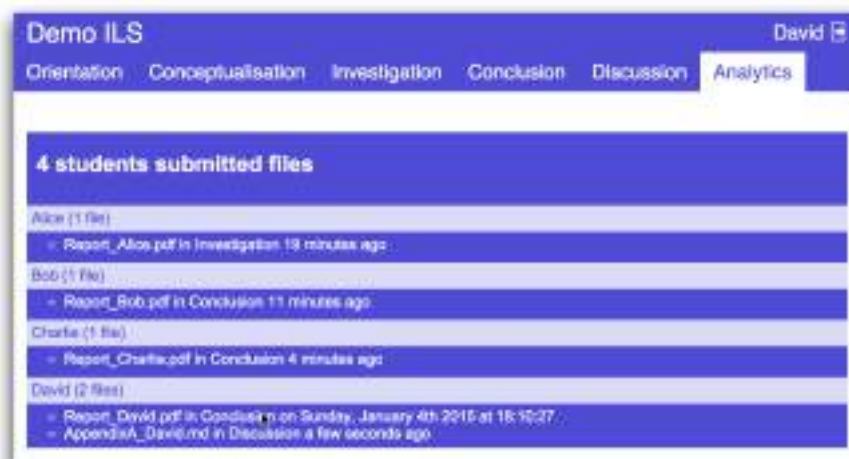 Demo ILS
David
Orientation Conceptualisation Investigation Conclusion Discussion Analytics
4 students submitted files
Alice (1 file)
Report_Alice.pdf in Investigation 19 minutes ago
Bob (1 file)
Report_Bob.pdf in Conclusion 11 minutes ago
Charlie (1 file)
Report_Charlie.pdf in Conclusion 4 minutes ago
David (2 files)
Report_David.pdf in Conclusion on Sunday, January 4th 2015 at 18:10:27
AppendixA_David.md in Discussion a few seconds ago